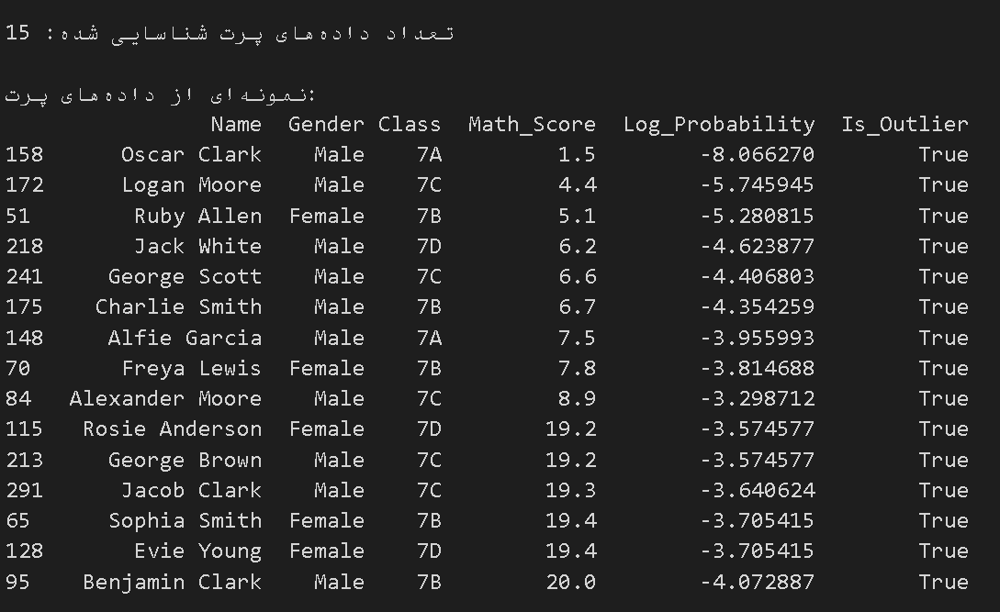 تعداد داده‌های پرت شناسایی شده: 15
نمونه‌ای از داده‌های پرت:
Name Gender Class Math_Score Log_Probability Is_Outlier
158 Oscar Clark Male 7A 1.5 -8.066270 True
172 Logan Moore Male 7C 4.4 -5.745945 True
51 Ruby Allen Female 7B 5.1 -5.280815 True
218 Jack White Male 7D 6.2 -4.623877 True
241 George Scott Male 7C 6.6 -4.406803 True
175 Charlie Smith Male 7B 6.7 -4.354259 True
148 Alfie Garcia Male 7A 7.5 -3.955993 True
70 Freya Lewis Female 7B 7.8 -3.814688 True
84 Alexander Moore Male 7C 8.9 -3.298712 True
115 Rosie Anderson Female 7D 19.2 -3.574577 True
213 George Brown Male 7C 19.2 -3.574577 True
291 Jacob Clark Male 7C 19.3 -3.640624 True
65 Sophia Smith Female 7B 19.4 -3.705415 True
128 Evie Young Female 7D 19.4 -3.705415 True
95 Benjamin Clark Male 7B 20.0 -4.072887 True